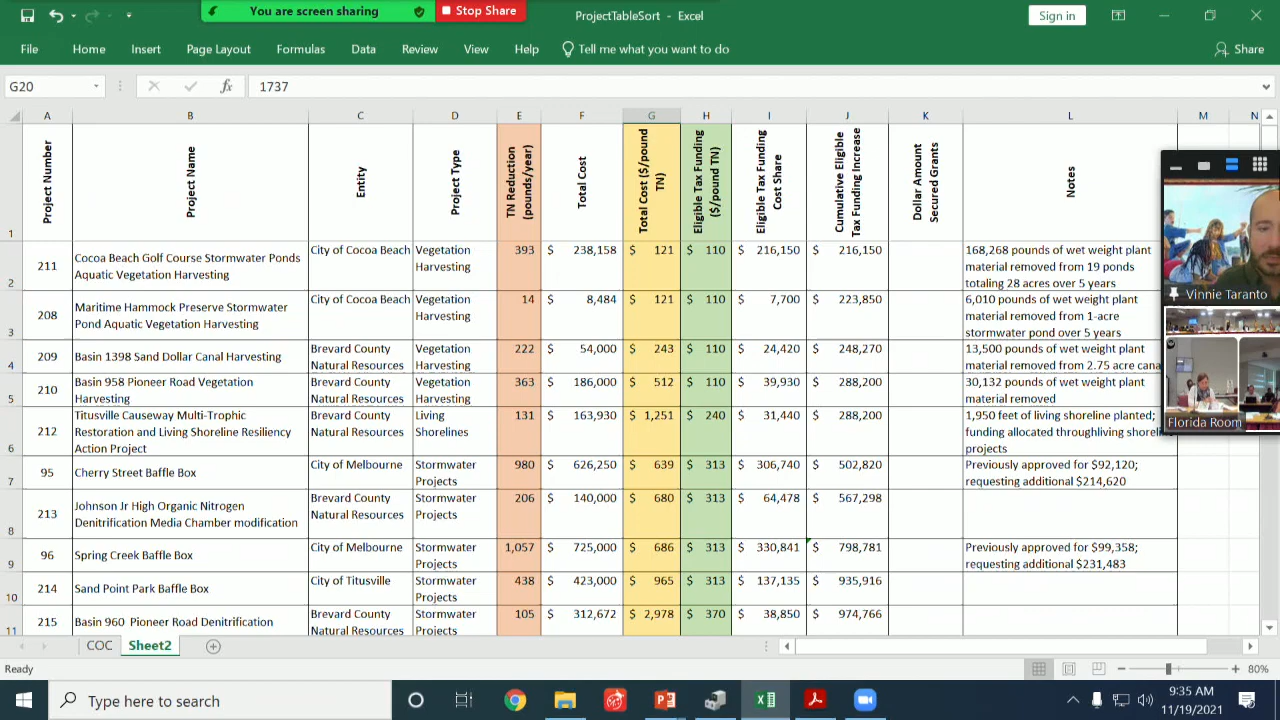 You are screen sharing
Stop Share
ProjectTableSort - Excel
Sign in
File Home Insert Page Layout Formulas Data Review View Help Tell me what you want to do Share
G20 fx 1737
A B C D E F G H I J K L M N
1 Project Number Project Name Entity Project Type TN Reduction (pounds/year) Total Cost Total Cost ($/pound TN) Eligible Tax Funding ($/pound TN) Eligible Tax Funding Cost Share Cumulative Eligible Tax Funding Increase Dollar Amount Secured Grants Notes
2 211 Cocoa Beach Golf Course Stormwater Ponds Aquatic Vegetation Harvesting City of Cocoa Beach Vegetation Harvesting 393 $ 238,158 $ 121 $ 110 $ 216,150 $ 216,150 168,268 pounds of wet weight plant material removed from 19 ponds totaling 28 acres over 5 years
3 208 Maritime Hammock Preserve Stormwater Pond Aquatic Vegetation Harvesting City of Cocoa Beach Vegetation Harvesting 14 $ 8,484 $ 121 $ 110 $ 7,700 $ 223,850 6,010 pounds of wet weight plant material removed from 1-acre stormwater pond over 5 years
4 209 Basin 1398 Sand Dollar Canal Harvesting Brevard County Natural Resources Vegetation Harvesting 222 $ 54,000 $ 243 $ 110 $ 24,420 $ 248,270 13,500 pounds of wet weight plant material removed from 2.75 acre cana
5 210 Basin 958 Pioneer Road Vegetation Harvesting Brevard County Natural Resources Vegetation Harvesting 363 $ 186,000 $ 512 $ 110 $ 39,930 $ 288,200 30,132 pounds of wet weight plant material removed
6 212 Titusville Causeway Multi-Trophic Restoration and Living Shoreline Resiliency Action Project Brevard County Natural Resources Living Shorelines 131 $ 163,930 $ 1,251 $ 240 $ 31,440 $ 288,200 1,950 feet of living shoreline planted; funding allocated throughliving shoreline projects
7 95 Cherry Street Baffle Box City of Melbourne Stormwater Projects 980 $ 626,250 $ 639 $ 313 $ 306,740 $ 502,820 Previously approved for $92,120; requesting additional $214,620
8 213 Johnson Jr High Organic Nitrogen Denitrification Media Chamber modification Brevard County Natural Resources Stormwater Projects 206 $ 140,000 $ 680 $ 313 $ 64,478 $ 567,298
9 96 Spring Creek Baffle Box City of Melbourne Stormwater Projects 1,057 $ 725,000 $ 686 $ 313 $ 330,841 $ 798,781 Previously approved for $99,358; requesting additional $231,483
10 214 Sand Point Park Baffle Box City of Titusville Stormwater Projects 438 $ 423,000 $ 965 $ 313 $ 137,135 $ 935,916
11 215 Basin 960 Pioneer Road Denitrification Brevard County Natural Resources Stormwater Projects 105 $ 312,672 $ 2,978 $ 370 $ 38,850 $ 974,766
Vinnie Taranto
Florida Room
COC Sheet2
Ready 80%
Type here to search
9:35 AM
11/19/2021